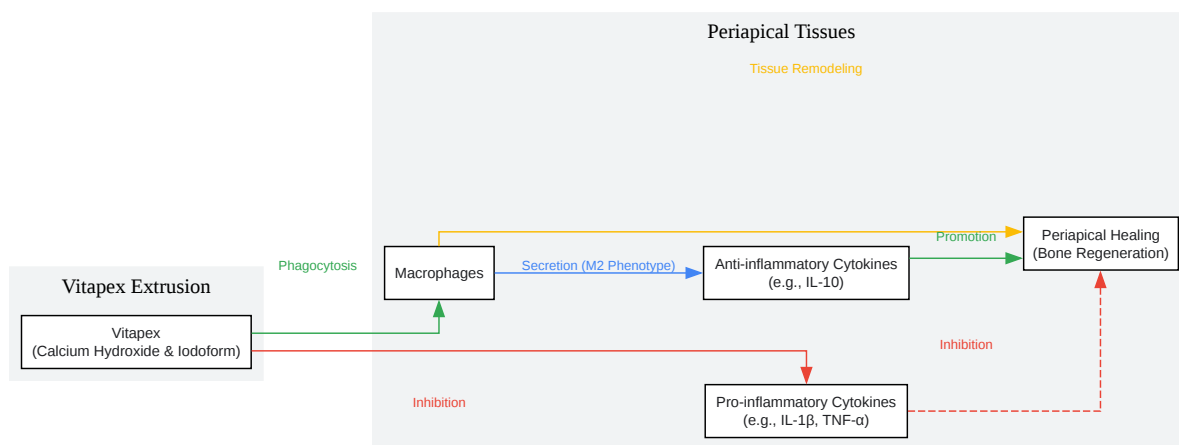 Periapical Tissues
Tissue Remodeling
Promotion
Periapical Healing
(Bone Regeneration)
Phagocytosis
Macrophages
Secretion (M2 Phenotype)
Anti-inflammatory Cytokines
(e.g., IL-10)
Vitapex Extrusion
Vitapex
(Calcium Hydroxide & Iodoform)
Inhibition
Inhibition
Pro-inflammatory Cytokines
(e.g., IL-1β, TNF-α)